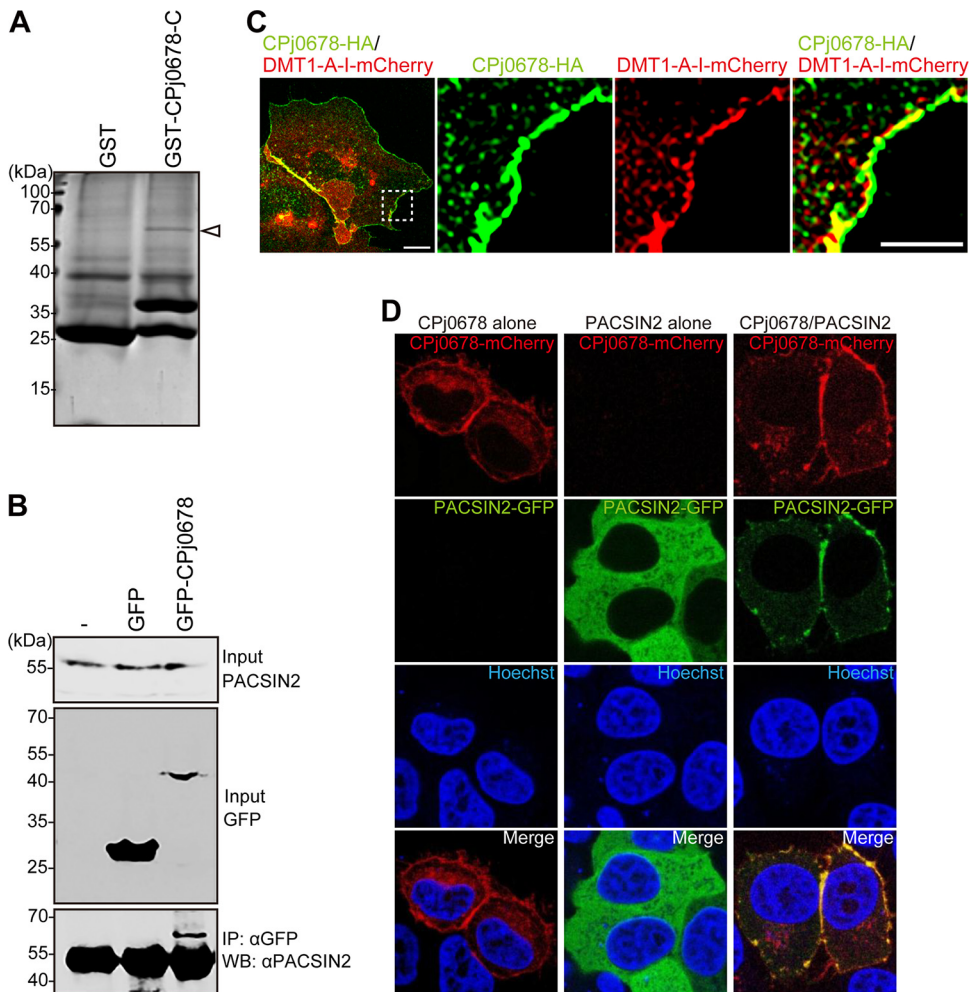 A
GST
GST-CPj0678-C
(kDa)
100
70
55
40
35
25
15
B
-
GFP
GFP-CPj0678
(kDa)
55
Input
PACSIN2
70
55
40
35
25
Input
GFP
70
55
40
IP: αGFP
WB: αPACSIN2
C
CPj0678-HA/
DMT1-A-I-mCherry
CPj0678-HA
DMT1-A-I-mCherry
CPj0678-HA/
DMT1-A-I-mCherry
D
CPj0678 alone
PACSIN2 alone
CPj0678/PACSIN2
CPj0678-mCherry
CPj0678-mCherry
CPj0678-mCherry
PACSIN2-GFP
PACSIN2-GFP
PACSIN2-GFP
Hoechst
Hoechst
Hoechst
Merge
Merge
Merge